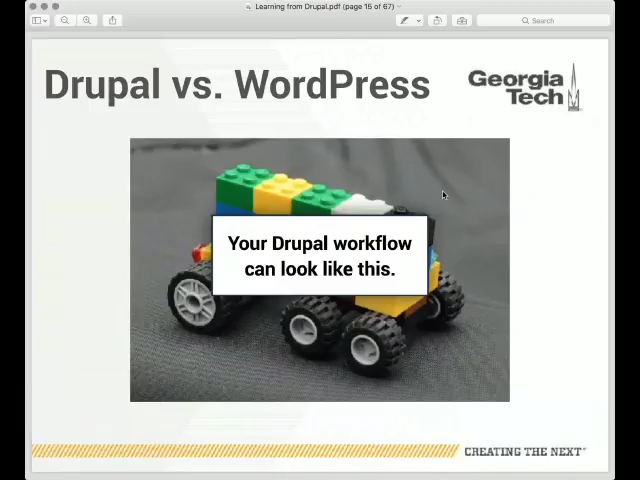 Learning from Drupal.pdf (page 15 of 67)
Search
Drupal vs. WordPress
Georgia
Tech
Your Drupal workflow
can look like this.
CREATING THE NEXT